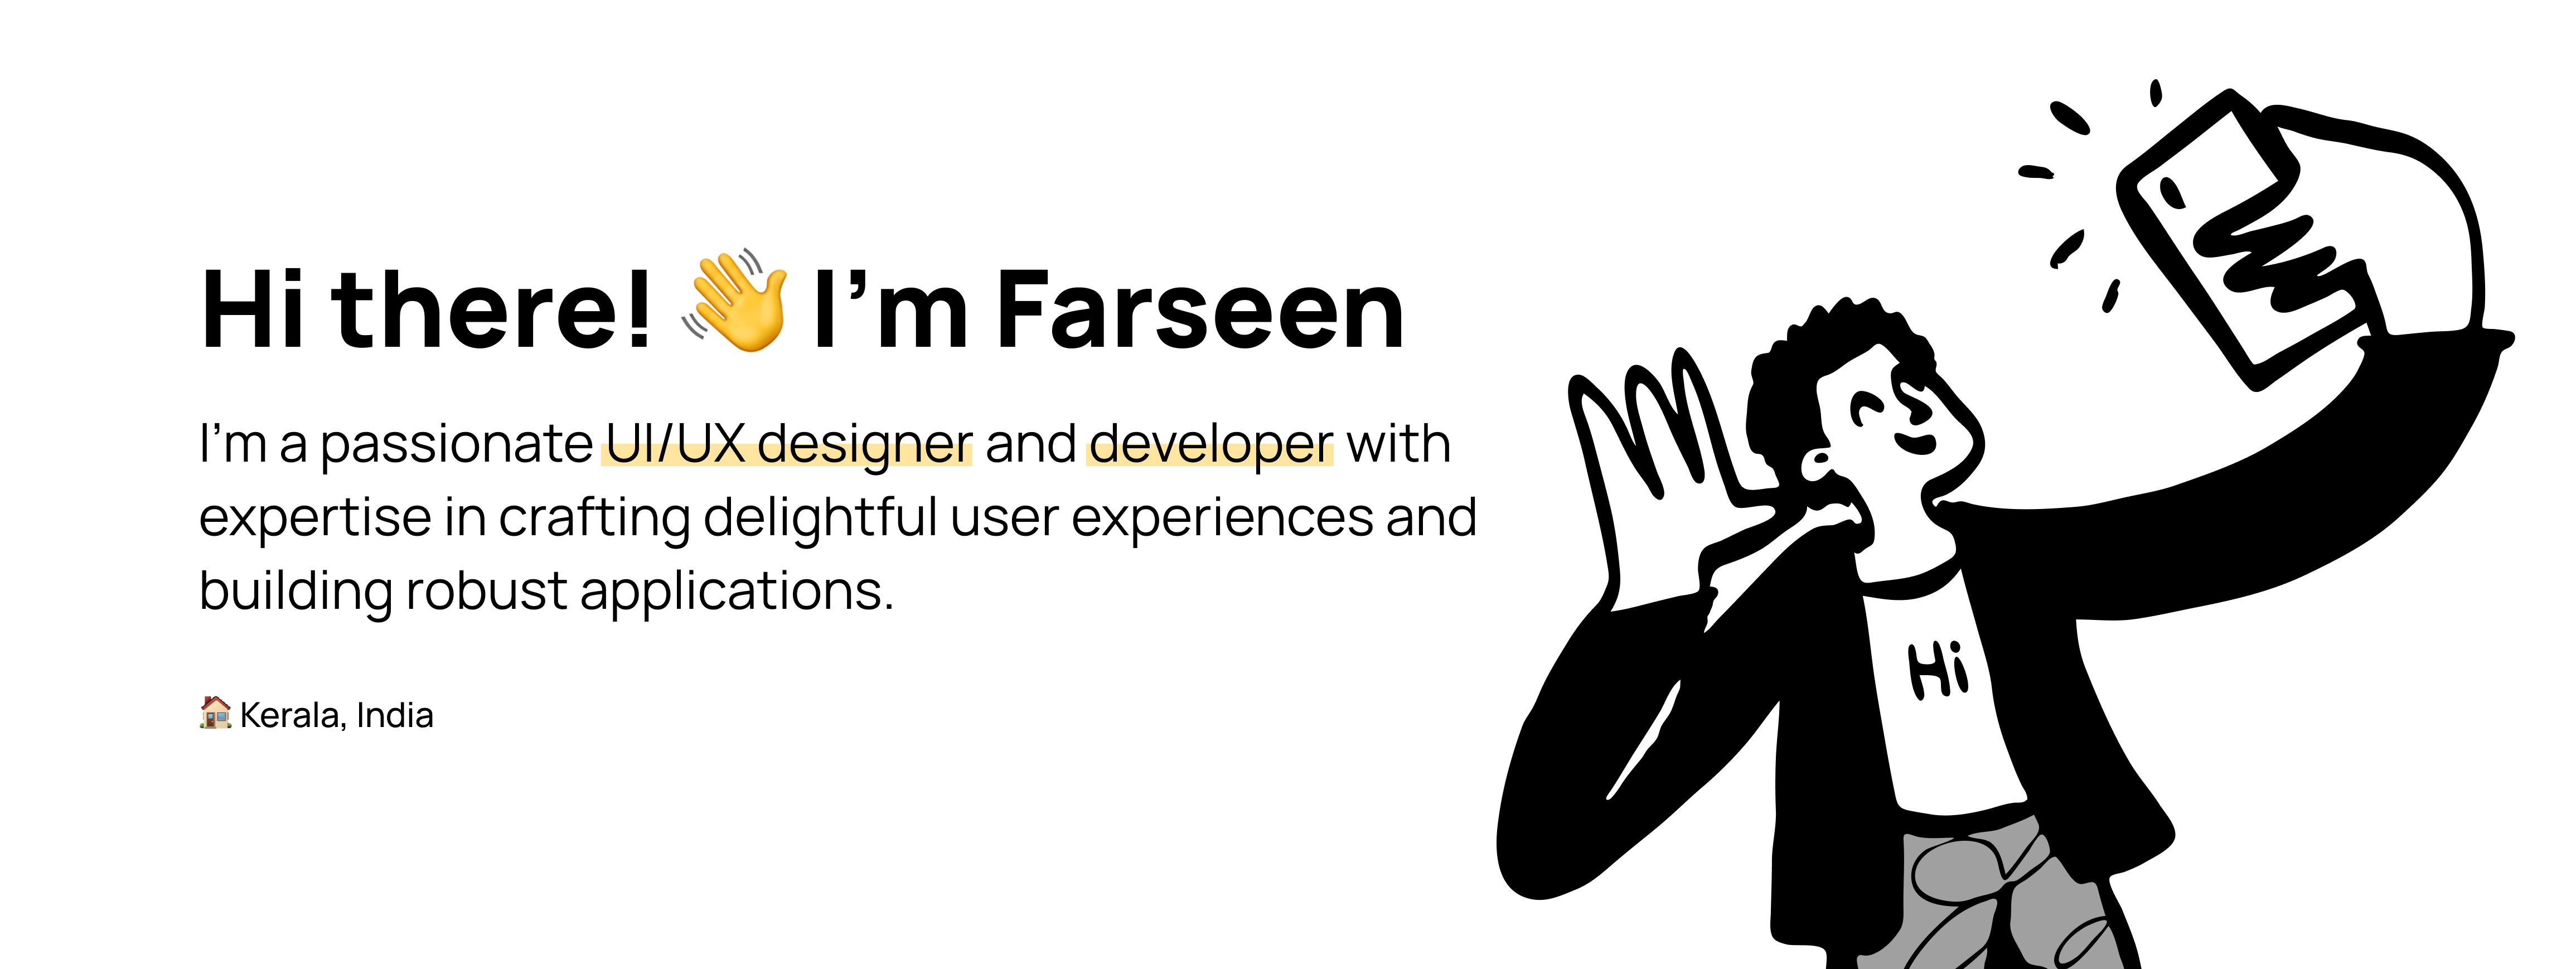 Hi there! 👋 I’m Farseen
I’m a passionate UI/UX designer and developer with
expertise in crafting delightful user experiences and
building robust applications.
🏠 Kerala, India
Hi